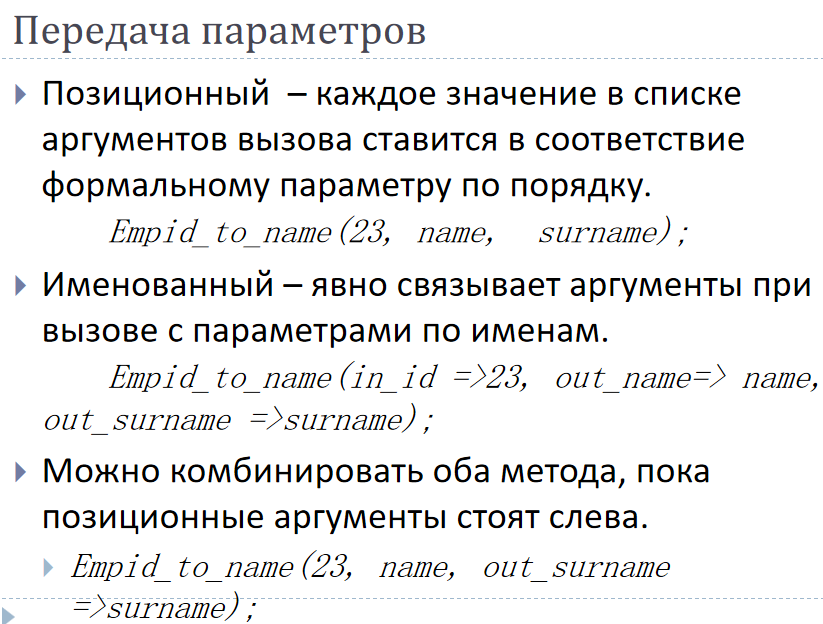 Передача параметров
Позиционный – каждое значение в списке
аргументов вызова ставится в соответствие
формальному параметру по порядку.
Empid_to_name(23, name, surname);
Именованный – явно связывает аргументы при
вызове с параметрами по именам.
Empid_to_name(in_id =>23, out_name=> name,
out_surname =>surname);
Можно комбинировать оба метода, пока
позиционные аргументы стоят слева.
Empid_to_name(23, name, out_surname
=>surname);